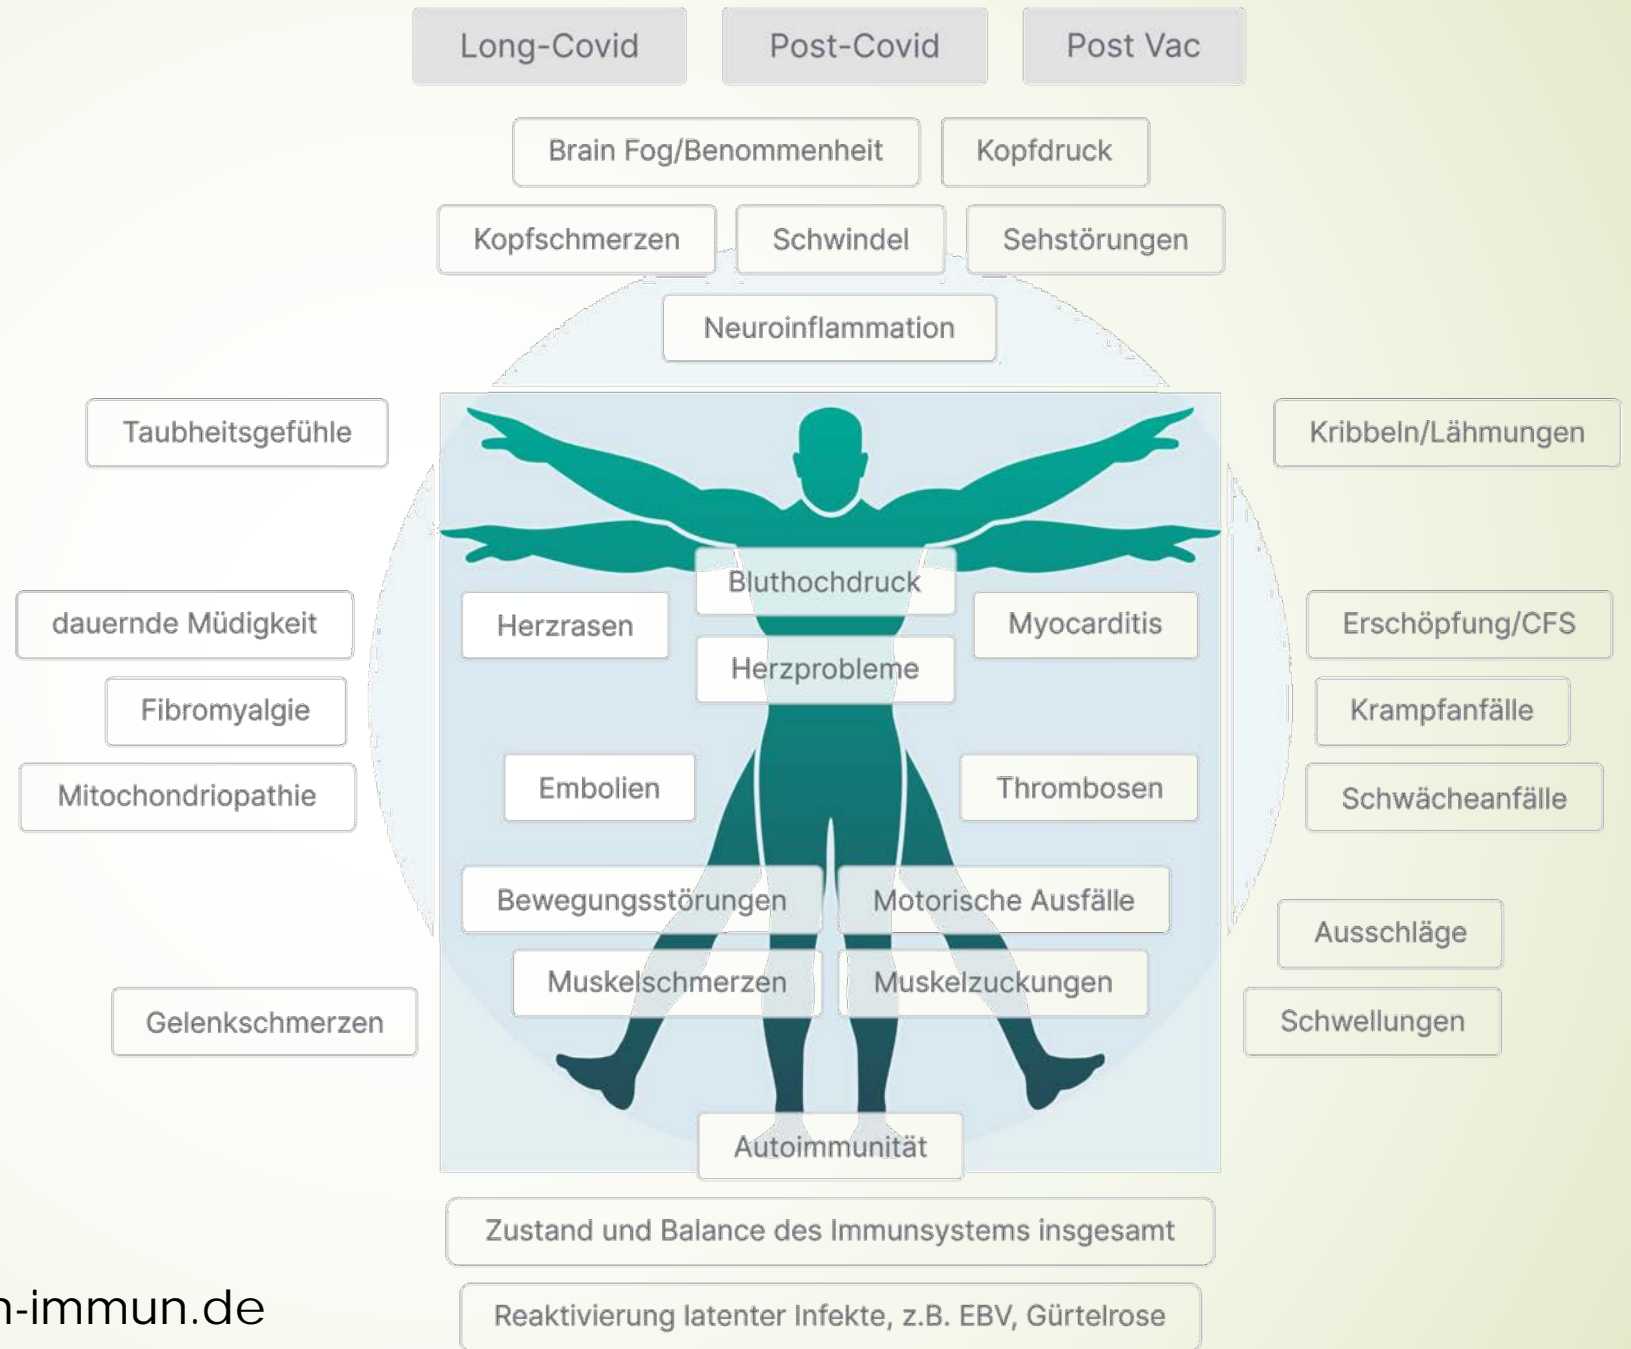 Long-Covid
Post-Covid
Post Vac
Brain Fog/Benommenheit
Kopfdruck
Kopfschmerzen
Schwindel
Sehstörungen
Neuroinflammation
Taubheitsgefühle
Kribbeln/Lähmungen
Bluthochdruck
dauernde Müdigkeit
Herzrasen
Myocarditis
Erschöpfung/CFS
Herzprobleme
Fibromyalgie
Krampfanfälle
Mitochondriopathie
Embolien
Thrombosen
Schwächeanfälle
Bewegungsstörungen
Motorische Ausfälle
Ausschläge
Muskelschmerzen
Muskelzuckungen
Gelenkschmerzen
Schwellungen
Autoimmunität
Zustand und Balance des Immunsystems insgesamt
n-immun.de
Reaktivierung latenter Infekte, z.B. EBV, Gürtelrose